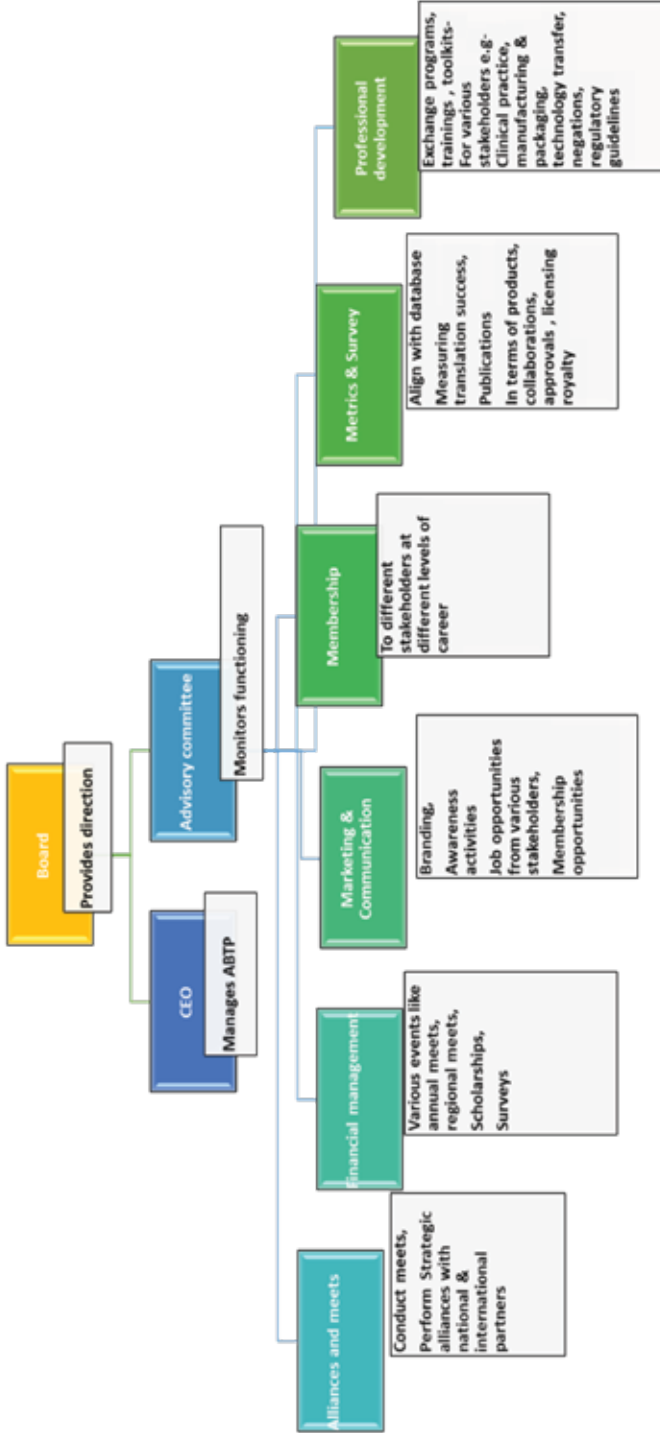 Board
Provides direction
CEO
Manages ABTP
Advisory committee
Monitors functioning
Alliances and meets
Conduct meets,
Perform Strategic
alliances with
national &
international
partners
Financial management
Various events like
annual meets,
regional meets,
Scholarships,
Surveys
Marketing &
Communication
Branding,
Awareness
activities
Job opportunities
from various
stakeholders,
Membership
opportunities
Membership
To different
stakeholders at
different levels of
career
Metrics & Survey
Align with database
Measuring
translation success,
Publications
In terms of products,
collaborations,
approvals , licensing
royalty
Professional
development
Exchange programs,
trainings , toolkits-
For various
stakeholders e.g-
Clinical practice,
manufacturing &
packaging,
technology transfer,
negations,
regulatory
guidelines